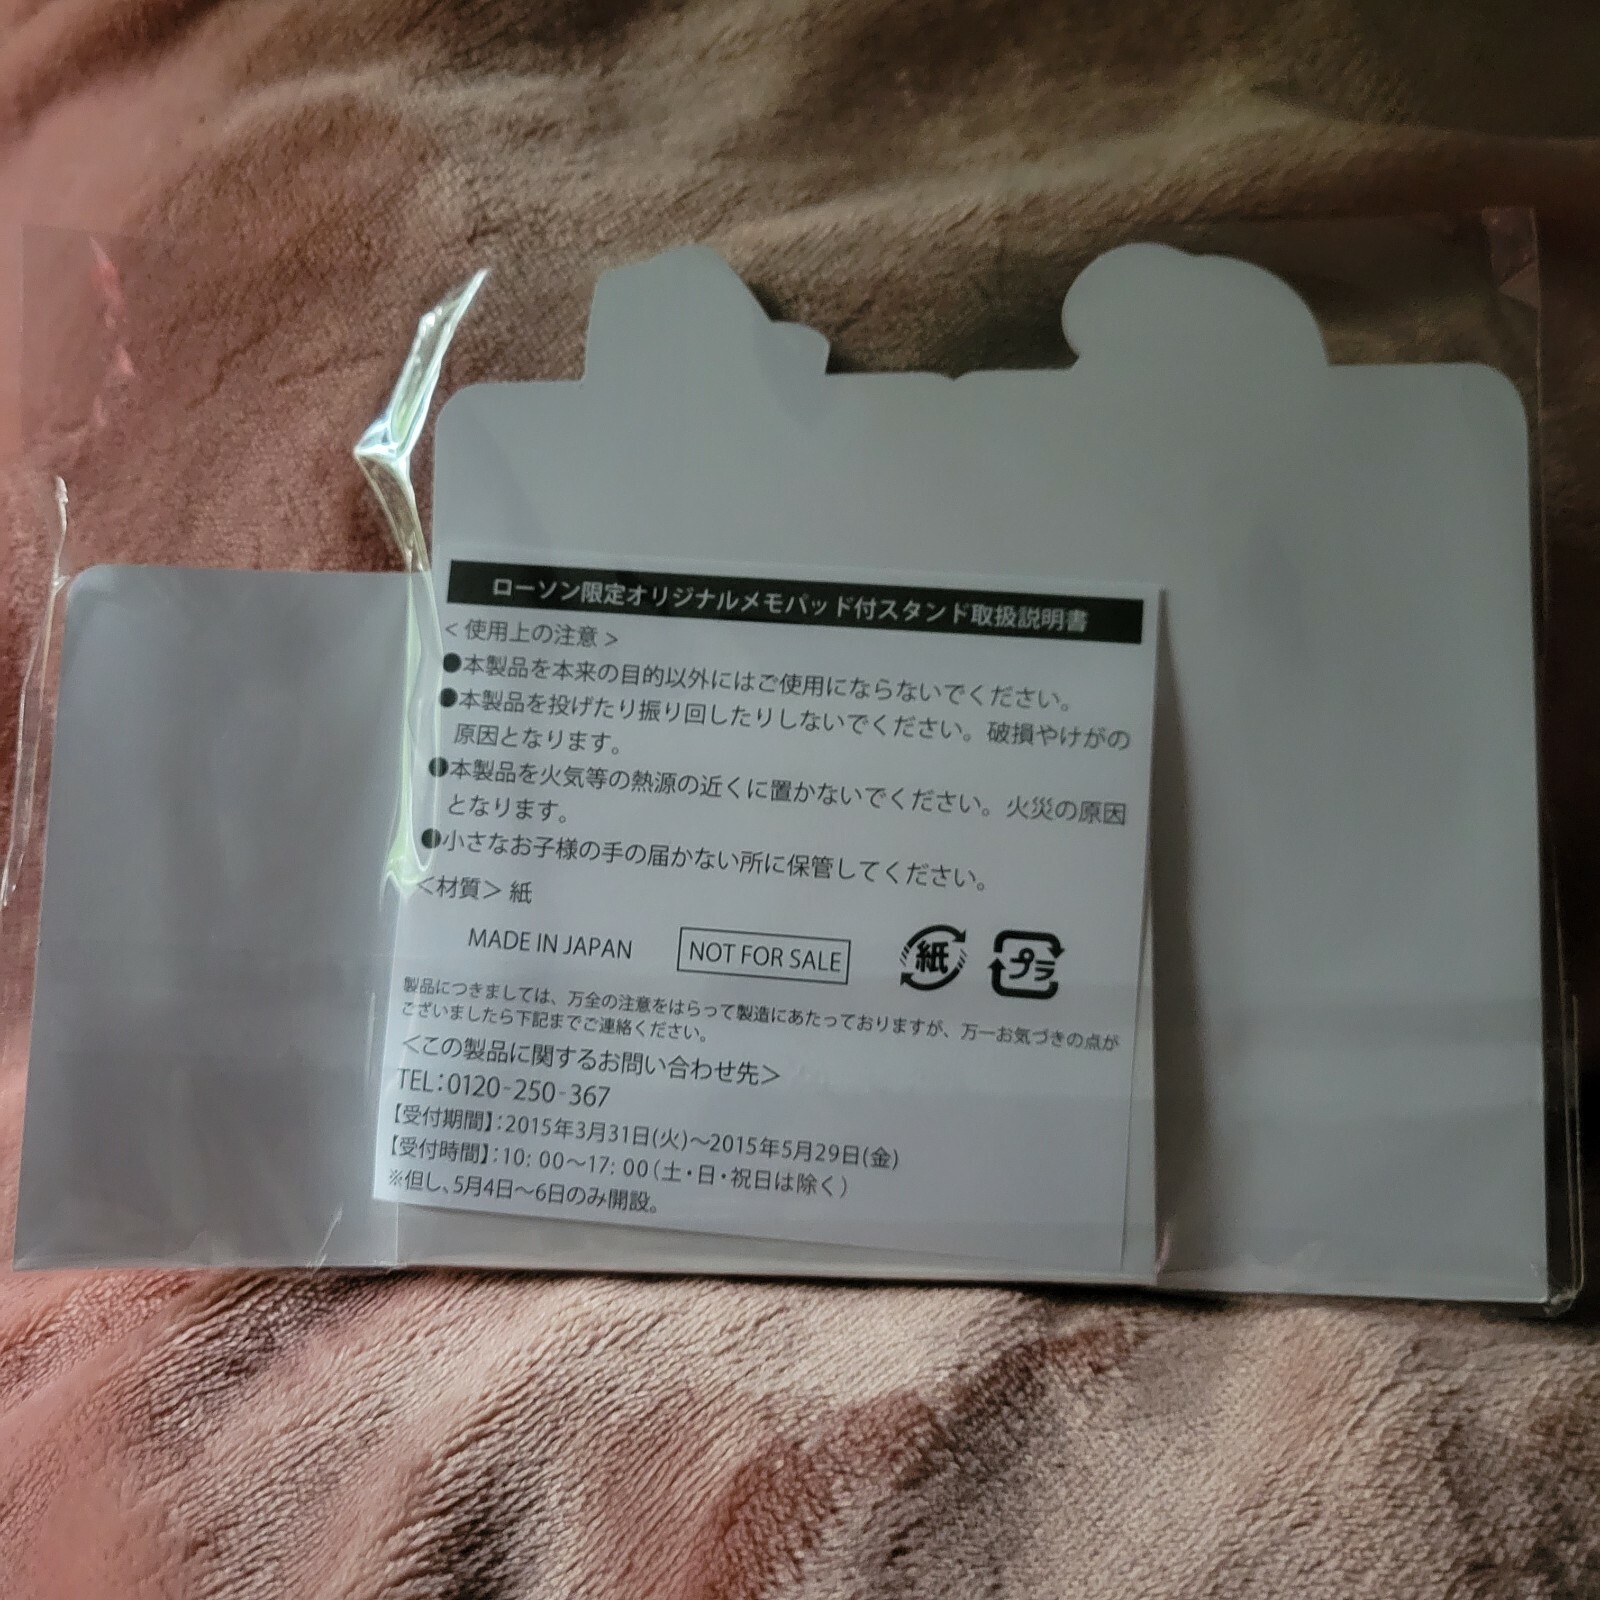 ローソン限定オリジナルメモパッド付スタンド取扱説明書
＜使用上の注意＞
●本製品を本来の目的以外にはご使用にならないでください。
●本製品を投げたり振り回したりしないでください。破損やけがの
原因となります。
●本製品を火気等の熱源の近くに置かないでください。火災の原因
となります。
●小さなお子様の手の届かない所に保管してください。
＜材質＞ 紙
MADE IN JAPAN NOT FOR SALE 紙 プラ
製品につきましては、万全の注意をはらって製造にあたっておりますが、万一お気づきの点が
ございましたら下記までご連絡ください。
＜この製品に関するお問い合わせ先＞
TEL:0120-250-367
【受付期間】:2015年3月31日(火)～2015年5月29日(金)
【受付時間】:10:00～17:00(土・日・祝日は除く)
※但し、5月4日～6日のみ開設。